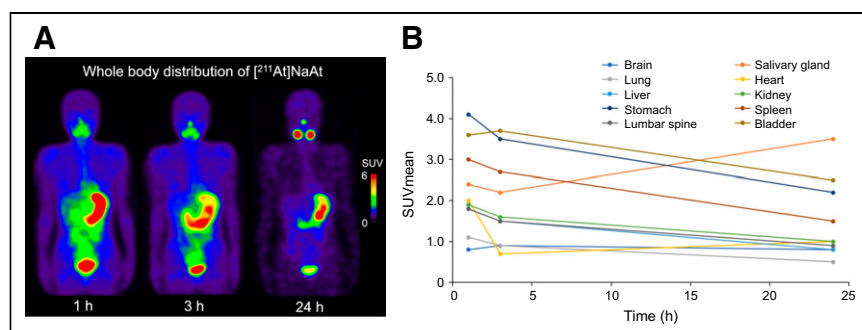 A
Whole body distribution of [²¹¹At]NaAt
SUV
6
0
1 h
3 h
24 h
B
Brain
Salivary gland
Lung
Heart
Liver
Kidney
Stomach
Spleen
Lumbar spine
Bladder
5.0
4.0
3.0
2.0
1.0
0
SUVmean
0
5
10
15
20
25
Time (h)